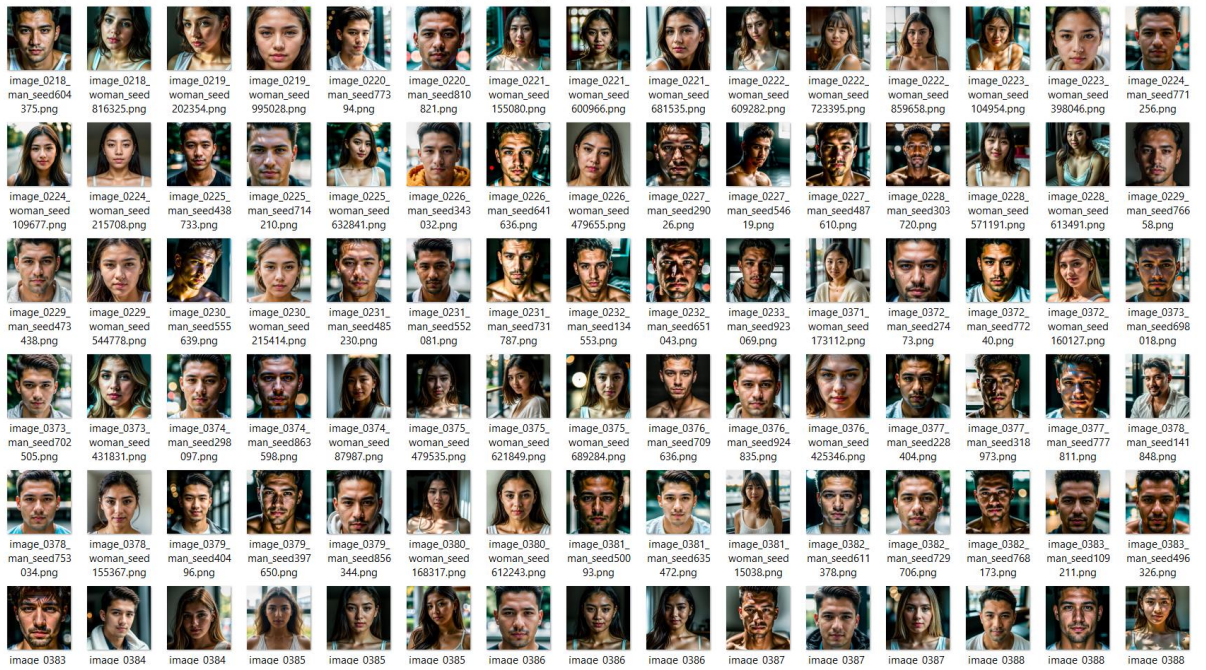 image_0218_
man_seed604
375.png
image_0218_
woman_seed
816325.png
image_0219_
woman_seed
202354.png
image_0219_
woman_seed
995028.png
image_0220_
man_seed773
94.png
image_0220_
man_seed810
821.png
image_0221_
woman_seed
155080.png
image_0221_
woman_seed
600966.png
image_0221_
woman_seed
681535.png
image_0222_
woman_seed
609282.png
image_0222_
woman_seed
723395.png
image_0222_
woman_seed
859658.png
image_0223_
woman_seed
104954.png
image_0223_
woman_seed
398046.png
image_0224_
man_seed771
256.png
image_0224_
woman_seed
109677.png
image_0224_
woman_seed
215708.png
image_0225_
man_seed438
733.png
image_0225_
man_seed714
210.png
image_0225_
woman_seed
632841.png
image_0226_
man_seed343
032.png
image_0226_
man_seed641
636.png
image_0226_
woman_seed
479655.png
image_0227_
man_seed290
26.png
image_0227_
man_seed546
19.png
image_0227_
man_seed487
610.png
image_0228_
man_seed303
720.png
image_0228_
woman_seed
571191.png
image_0228_
woman_seed
613491.png
image_0229_
man_seed766
58.png
image_0229_
man_seed473
438.png
image_0229_
woman_seed
544778.png
image_0230_
man_seed555
639.png
image_0230_
woman_seed
215414.png
image_0231_
man_seed485
230.png
image_0231_
man_seed552
081.png
image_0231_
man_seed731
787.png
image_0232_
man_seed134
553.png
image_0232_
man_seed651
043.png
image_0233_
man_seed923
069.png
image_0371_
woman_seed
173112.png
image_0372_
man_seed274
73.png
image_0372_
man_seed772
40.png
image_0372_
woman_seed
160127.png
image_0373_
man_seed698
018.png
image_0373_
man_seed702
505.png
image_0373_
woman_seed
431831.png
image_0374_
man_seed298
097.png
image_0374_
man_seed863
598.png
image_0374_
woman_seed
87987.png
image_0375_
woman_seed
479535.png
image_0375_
woman_seed
621849.png
image_0375_
woman_seed
689284.png
image_0376_
man_seed709
636.png
image_0376_
man_seed924
835.png
image_0376_
woman_seed
425346.png
image_0377_
man_seed228
404.png
image_0377_
man_seed318
973.png
image_0377_
man_seed777
811.png
image_0378_
man_seed141
848.png
image_0378_
man_seed753
034.png
image_0378_
woman_seed
155367.png
image_0379_
man_seed404
96.png
image_0379_
man_seed397
650.png
image_0379_
man_seed856
344.png
image_0380_
woman_seed
168317.png
image_0380_
woman_seed
612243.png
image_0381_
man_seed500
93.png
image_0381_
man_seed635
472.png
image_0381_
woman_seed
15038.png
image_0382_
man_seed611
378.png
image_0382_
man_seed729
706.png
image_0382_
man_seed768
173.png
image_0383_
man_seed109
211.png
image_0383_
man_seed496
326.png
image_0383
image_0384
image_0384
image_0385
image_0385
image_0385
image_0386
image_0386
image_0386
image_0387
image_0387
image_0387
image_0388
image_0388
image_0388